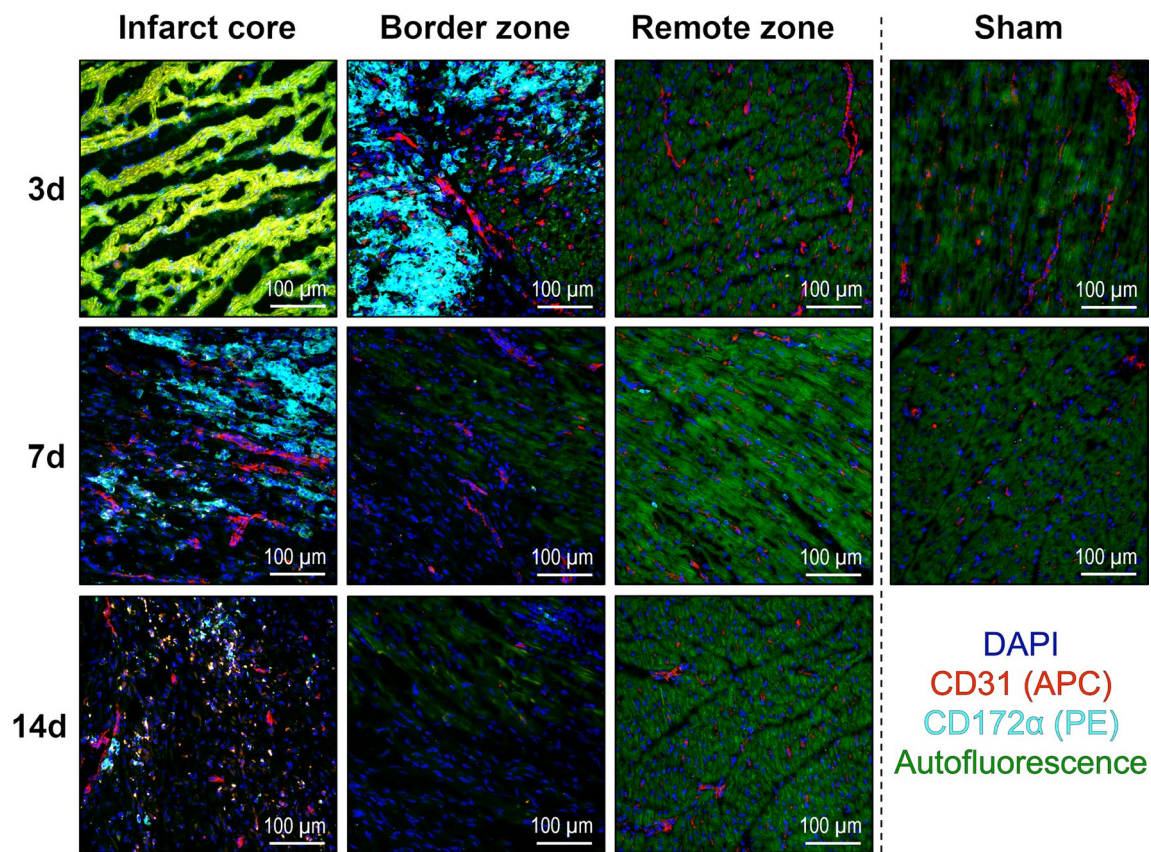 Infarct core Border zone Remote zone Sham
3d
100 µm 100 µm 100 µm 100 µm
7d
100 µm 100 µm 100 µm 100 µm
14d
100 µm 100 µm 100 µm
DAPI
CD31 (APC)
CD172α (PE)
Autofluorescence